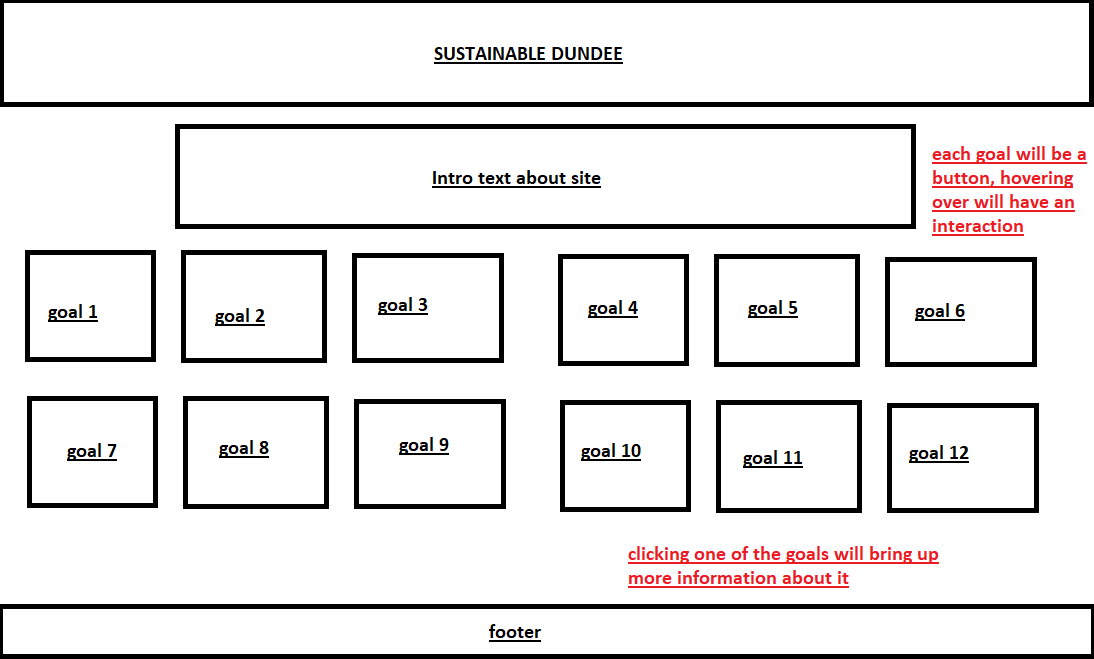 SUSTAINABLE DUNDEE
Intro text about site
each goal will be a
button, hovering
over will have an
interaction
goal 1
goal 2
goal 3
goal 4
goal 5
goal 6
goal 7
goal 8
goal 9
goal 10
goal 11
goal 12
clicking one of the goals will bring up
more information about it
footer